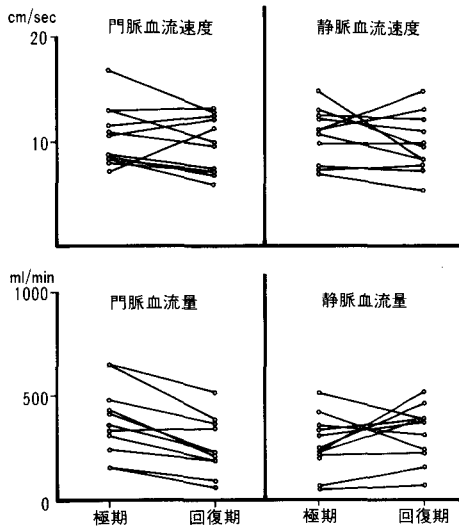 cm/sec
門脈血流速度
静脈血流速度
20
10
ml/min
門脈血流量
静脈血流量
1000
500
0
極期
回復期
極期
回復期